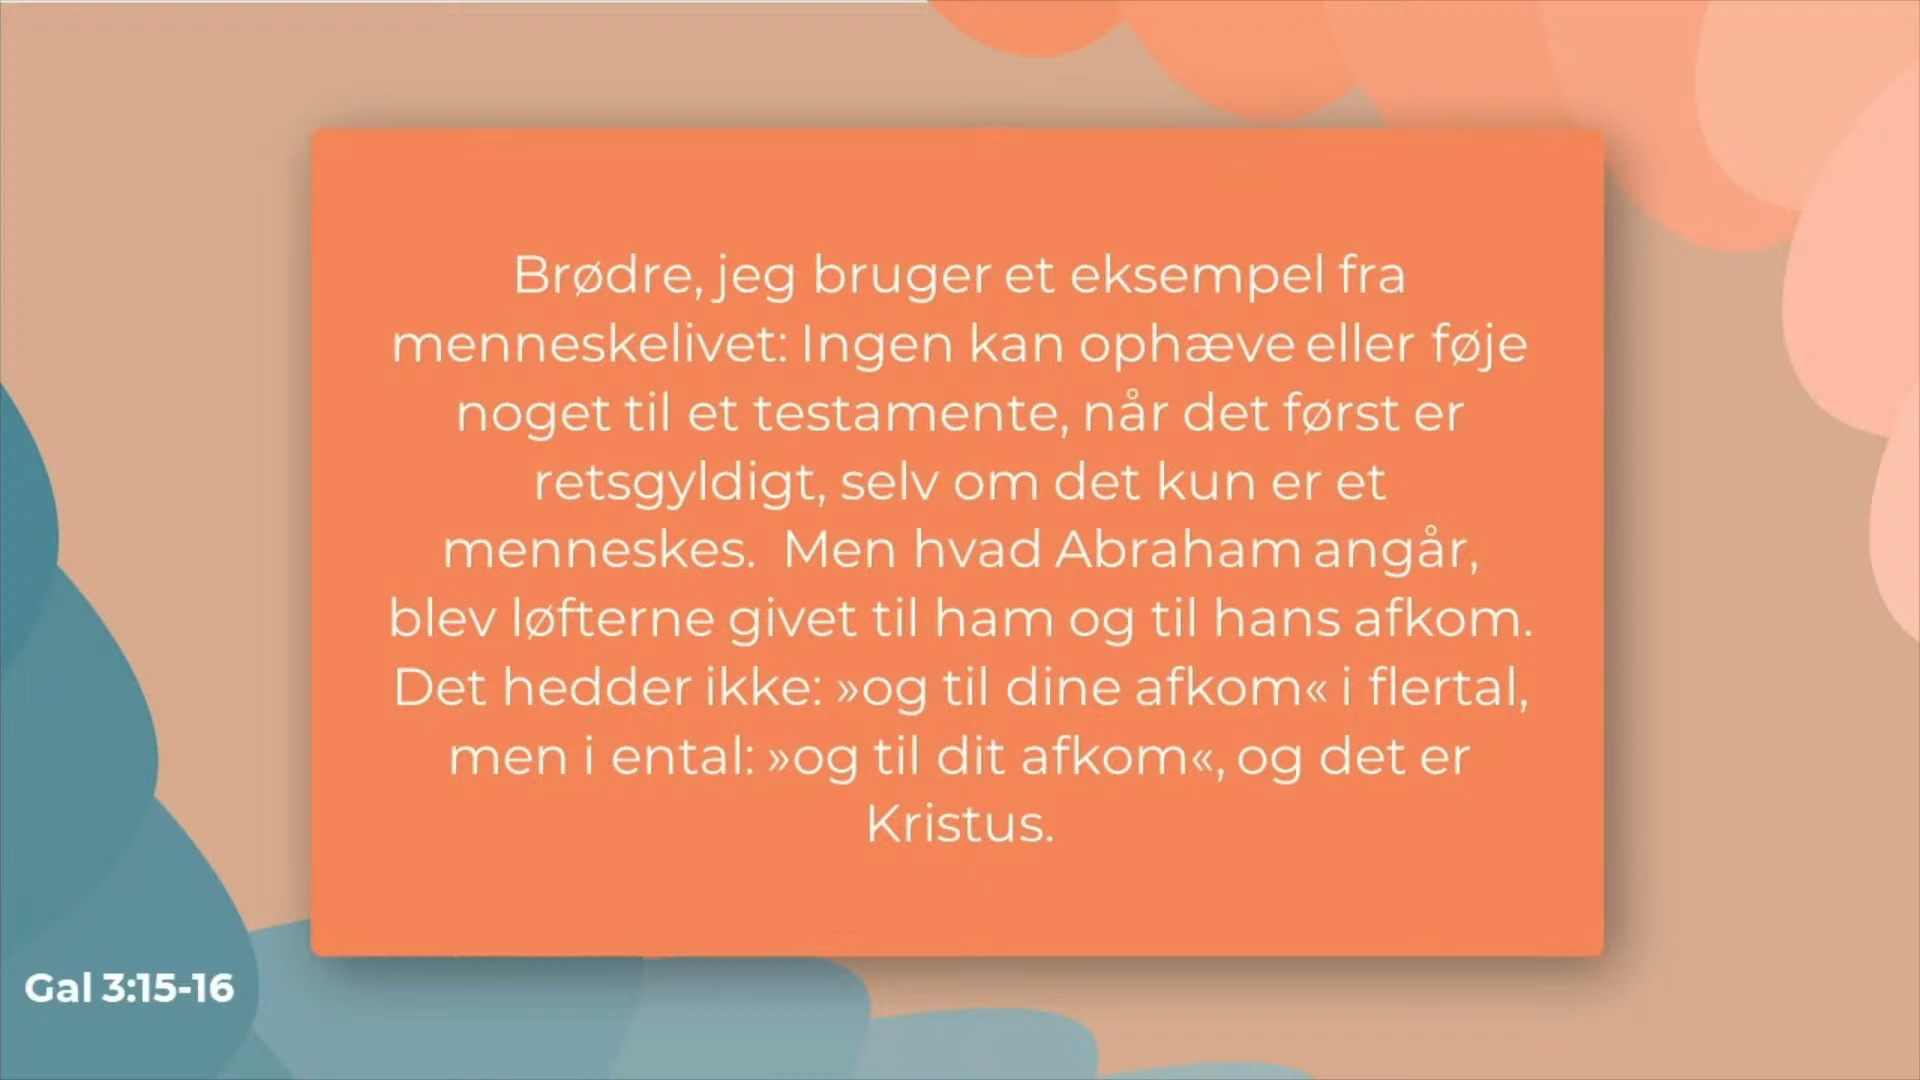 Brødre, jeg bruger et eksempel fra
menneskelivet: Ingen kan ophæve eller føje
noget til et testamente, når det først er
retsgyldigt, selv om det kun er et
menneskes.  Men hvad Abraham angår,
blev løfterne givet til ham og til hans afkom.
Det hedder ikke: »og til dine afkom« i flertal,
men i ental: »og til dit afkom«, og det er
Kristus.
Gal 3:15-16